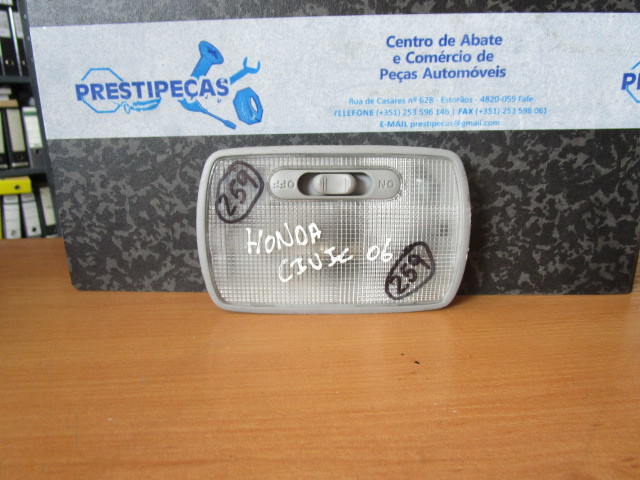 PRESTIPEÇAS
Centro de Abate
e Comércio de
Peças Automóveis
Rua de Casares nº 628 - Estorãos - 4820-059 Fafe
TELEFONE (+351) 253 596 146 | FAX (+351) 253 598 061
E-MAIL prestipecas@gmail.com
P
OFF
ON
259
HONDA
CIVIC 06
259